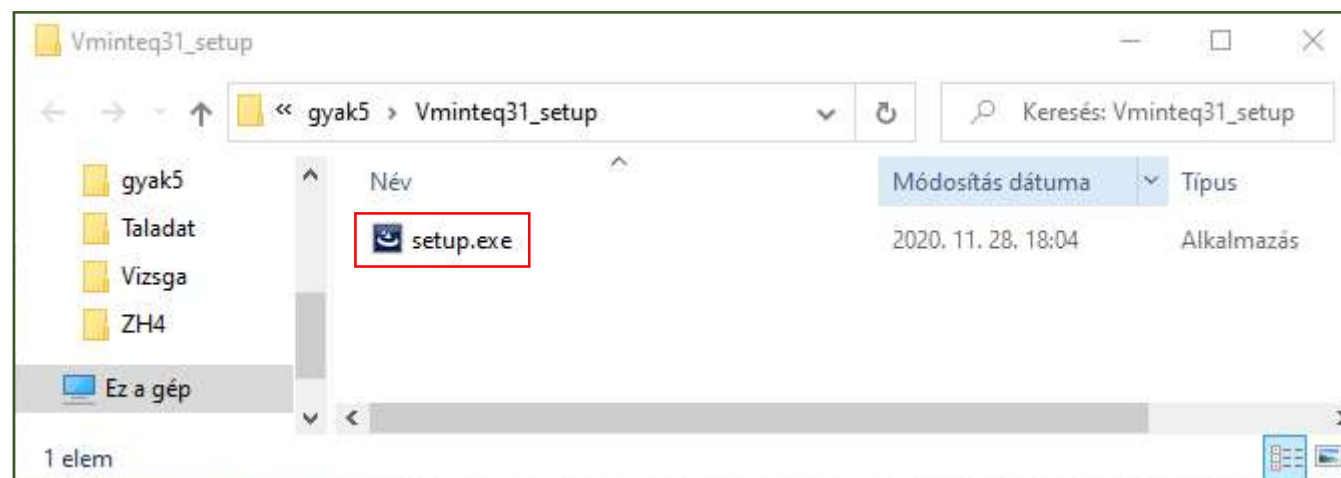 Vminteq31_setup
« gyak5 › Vminteq31_setup
Keresés: Vminteq31_setup
gyak5
Taladat
Vizsga
ZH4
Ez a gép
Név Módosítás dátuma Típus
setup.exe 2020. 11. 28. 18:04 Alkalmazás
1 elem